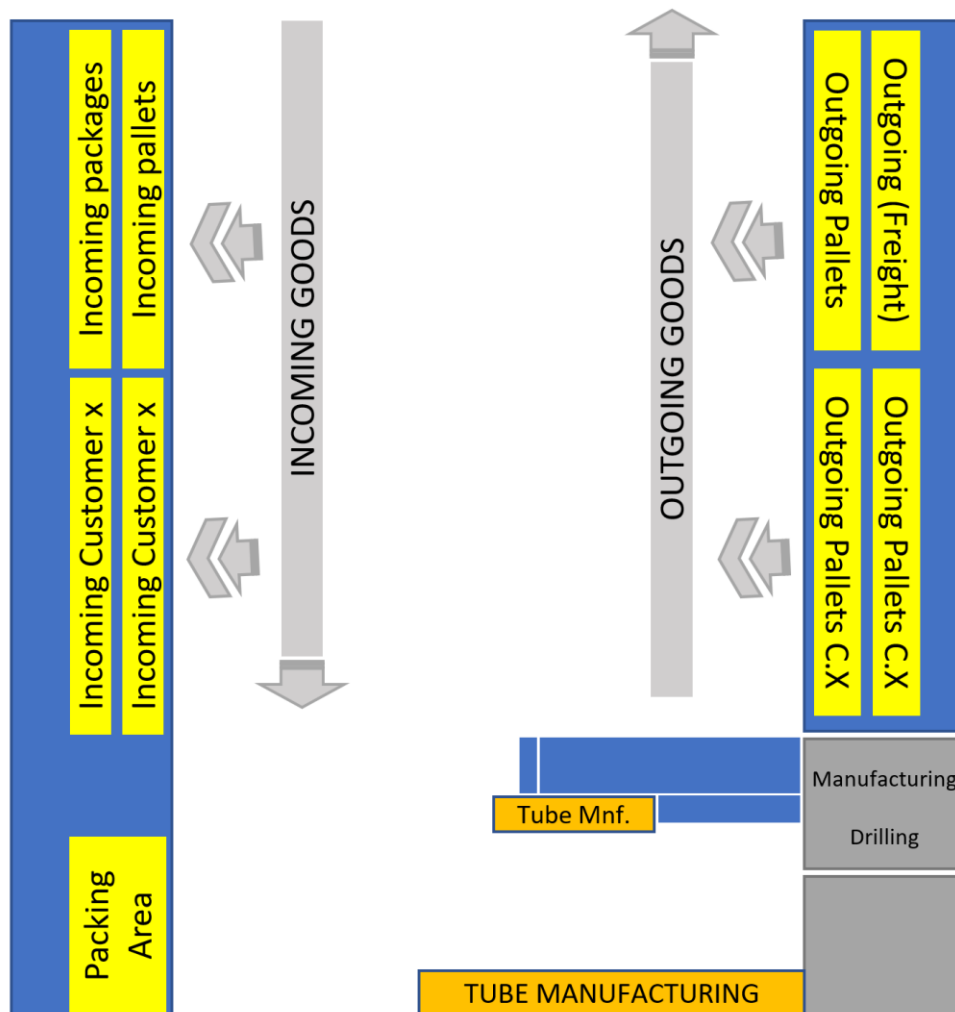 Incoming packages
Incoming pallets
Incoming Customer x
Incoming Customer x
Packing
Area
INCOMING GOODS
OUTGOING GOODS
Outgoing Pallets
Outgoing (Freight)
Outgoing Pallets C.X
Outgoing Pallets C.X
Manufacturing
Drilling
Tube Mnf.
TUBE MANUFACTURING